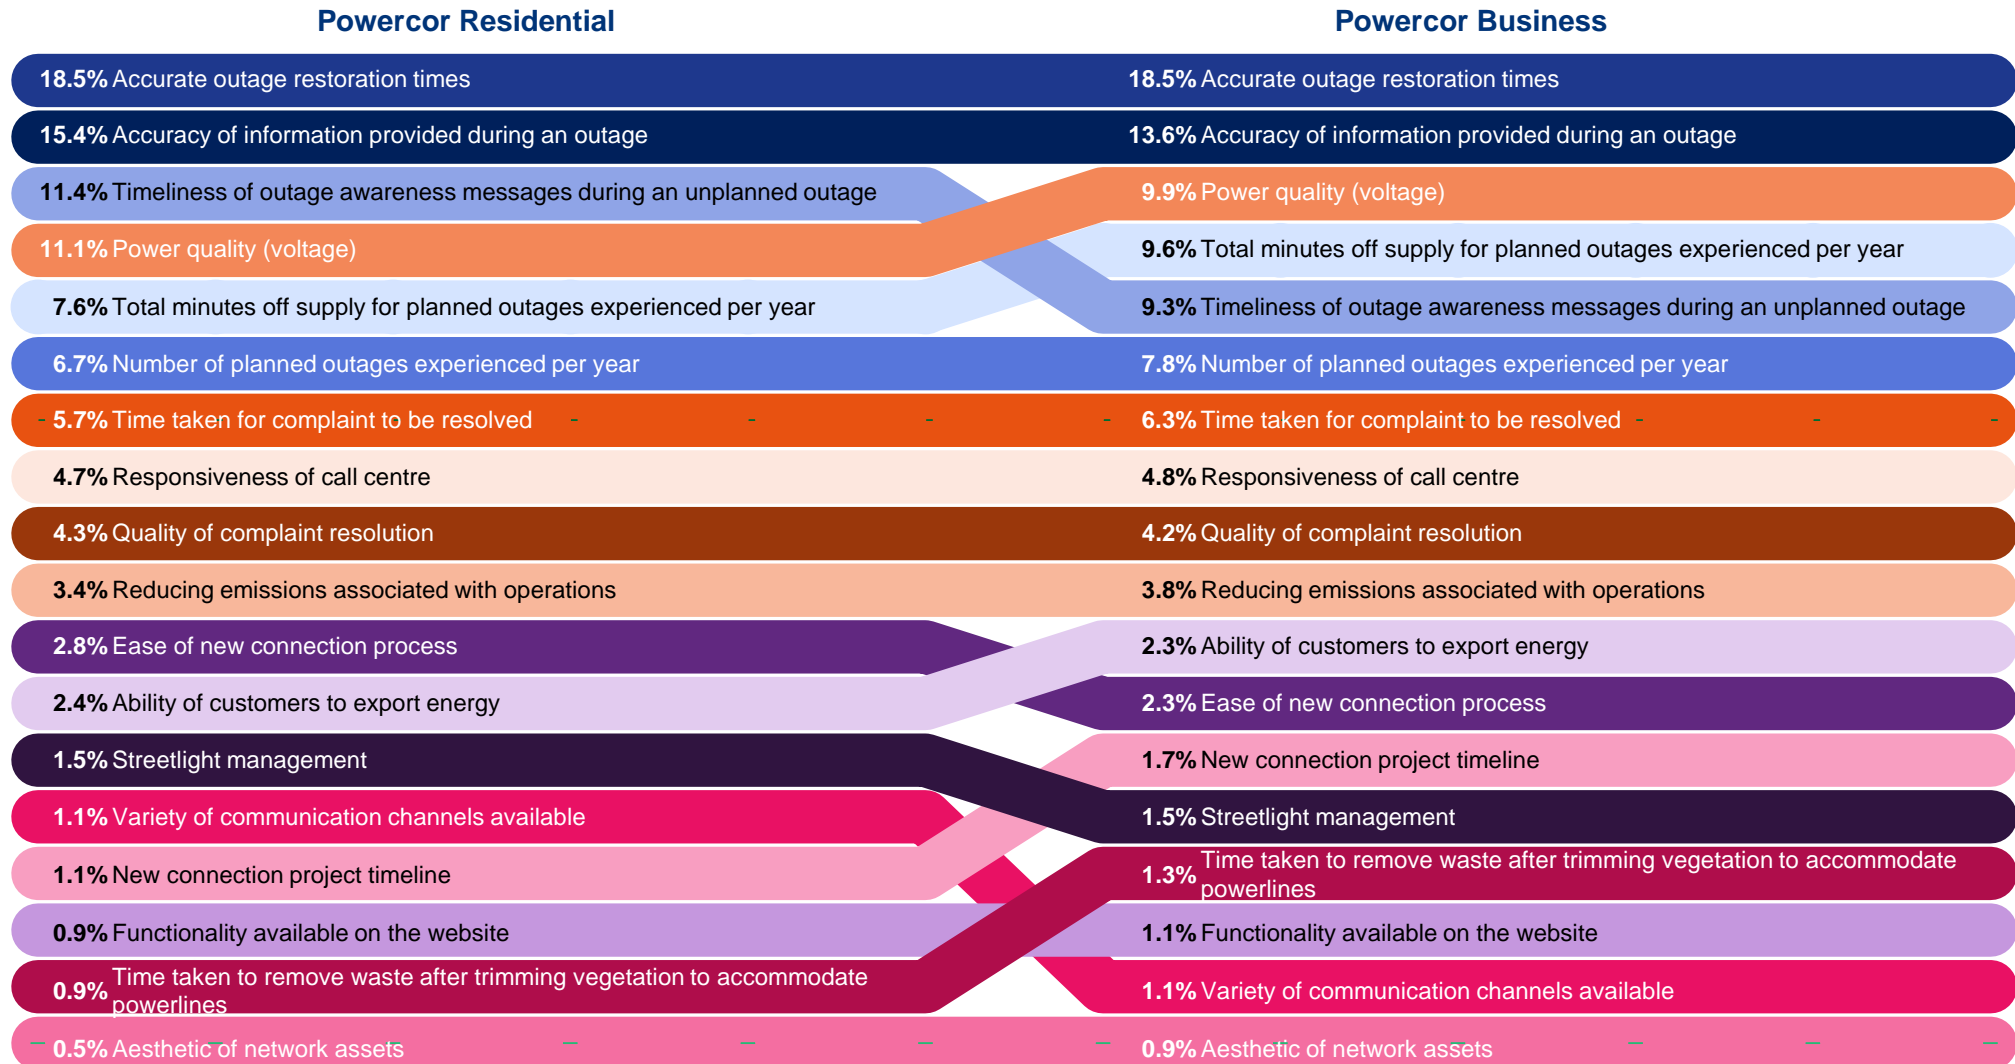 Powercor Residential
Powercor Business
18.5% Accurate outage restoration times
18.5% Accurate outage restoration times
15.4% Accuracy of information provided during an outage
13.6% Accuracy of information provided during an outage
11.4% Timeliness of outage awareness messages during an unplanned outage
9.9% Power quality (voltage)
11.1% Power quality (voltage)
9.6% Total minutes off supply for planned outages experienced per year
7.6% Total minutes off supply for planned outages experienced per year
9.3% Timeliness of outage awareness messages during an unplanned outage
6.7% Number of planned outages experienced per year
7.8% Number of planned outages experienced per year
5.7% Time taken for complaint to be resolved
6.3% Time taken for complaint to be resolved
4.7% Responsiveness of call centre
4.8% Responsiveness of call centre
4.3% Quality of complaint resolution
4.2% Quality of complaint resolution
3.4% Reducing emissions associated with operations
3.8% Reducing emissions associated with operations
2.8% Ease of new connection process
2.3% Ability of customers to export energy
2.4% Ability of customers to export energy
2.3% Ease of new connection process
1.5% Streetlight management
1.7% New connection project timeline
1.1% Variety of communication channels available
1.5% Streetlight management
1.1% New connection project timeline
1.3% Time taken to remove waste after trimming vegetation to accommodate
powerlines
0.9% Functionality available on the website
1.1% Functionality available on the website
0.9% Time taken to remove waste after trimming vegetation to accommodate
powerlines
1.1% Variety of communication channels available
0.5% Aesthetic of network assets
0.9% Aesthetic of network assets